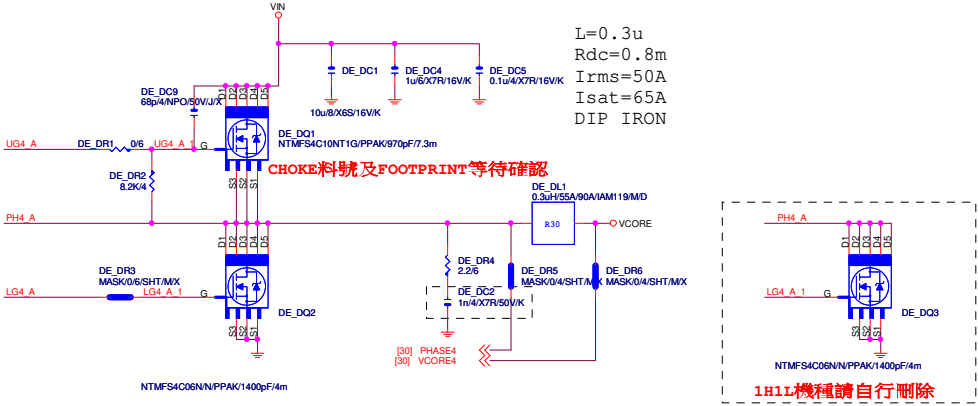 VIN
L=0.3u
Rdc=0.8m
Irms=50A
Isat=65A
DIP IRON
DE_DC1
10u/8/X6S/16V/K
DE_DC4
1u/6/X7R/16V/K
DE_DC5
0.1u/4/X7R/16V/K
DE_DC9
68p/4/NPO/50V/J/X
D1
D2
D3
D4
D5
DE_DQ1
NTMFS4C10NT1G/PPAK/970pF/7.3m
UG4_A
DE_DR1
0/6
UG4_A_1
G
CHOKE料號及FOOTPRINT等待確認
DE_DR2
8.2K/4
S3
S2
S1
DE_DL1
0.3uH/55A/90A/IAM119/M/D
R30
VCORE
PH4_A
D1
D2
D3
D4
D5
DE_DR3
MASK/0/6/SHT/M/X
LG4_A
LG4_A_1
G
DE_DQ2
S3
S2
S1
NTMFS4C06N/N/PPAK/1400pF/4m
DE_DR4
2.2/6
DE_DC2
1n/4/X7R/50V/K
DE_DR5
MASK/0/4/SHT/M/X
DE_DR6
MASK/0/4/SHT/M/X
[30] PHASE4
[30] VCORE4
PH4_A
D1
D2
D3
D4
D5
LG4_A_1
G
DE_DQ3
S3
S2
S1
NTMFS4C06N/N/PPAK/1400pF/4m
1H1L機種請自行刪除